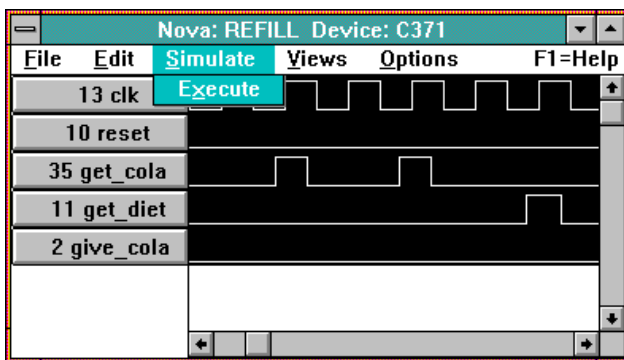 Nova: REFILL Device: C371
File Edit Simulate Views Options F1=Help
13 clk Execute
10 reset
35 get_cola
11 get_diet
2 give_cola